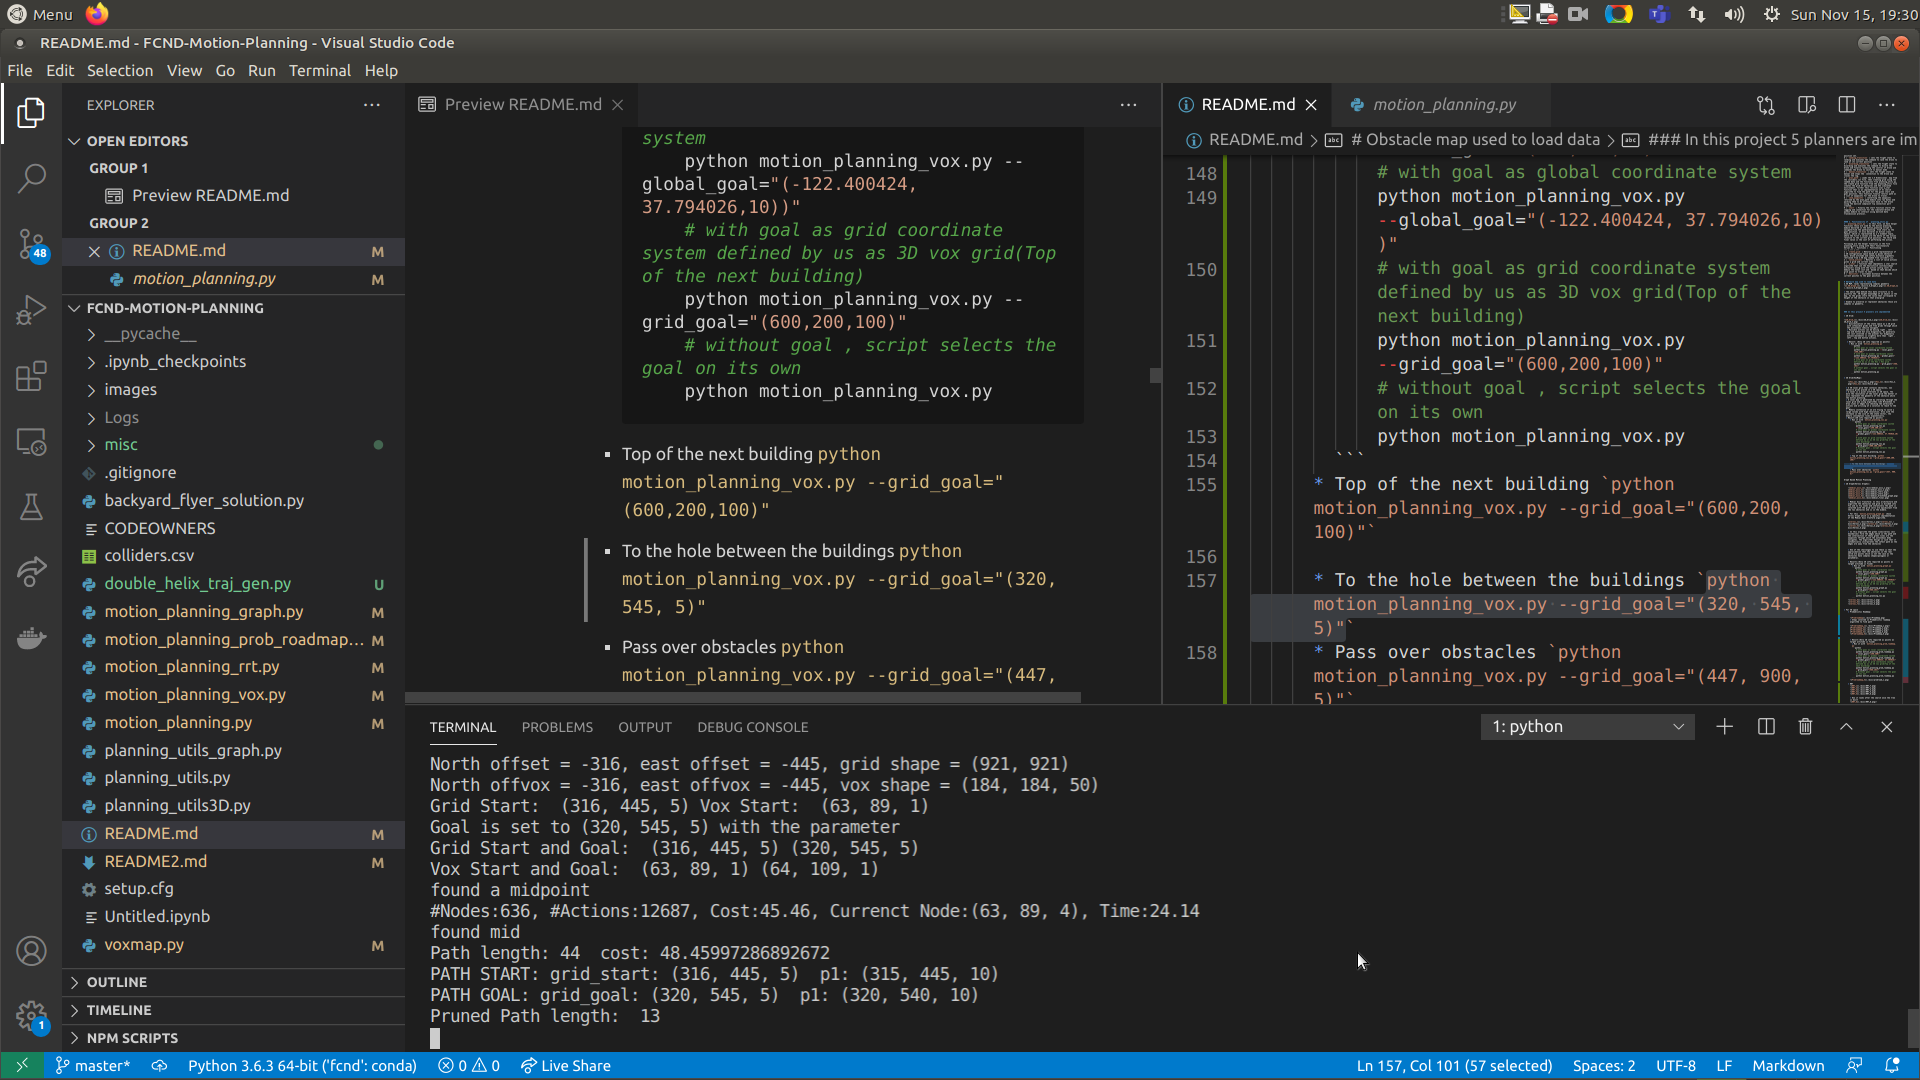 Menu
Sun Nov 15, 19:30
README.md - FCND-Motion-Planning - Visual Studio Code
File Edit Selection View Go Run Terminal Help
EXPLORER
OPEN EDITORS
GROUP 1
Preview README.md
GROUP 2
README.md M
motion_planning.py M
FCND-MOTION-PLANNING
__pycache__
.ipynb_checkpoints
images
Logs
misc
.gitignore
backyard_flyer_solution.py
CODEOWNERS
colliders.csv
double_helix_traj_gen.py U
motion_planning_graph.py M
motion_planning_prob_roadmap... M
motion_planning_rrt.py M
motion_planning_vox.py M
motion_planning.py M
planning_utils_graph.py
planning_utils.py
planning_utils3D.py
README.md M
README2.md M
setup.cfg
Untitled.ipynb
voxmap.py M
OUTLINE
TIMELINE
NPM SCRIPTS
48
1
Preview README.md
system
python motion_planning_vox.py --
global_goal="(-122.400424,
37.794026,10))"
# with goal as grid coordinate
system defined by us as 3D vox grid(Top
of the next building)
python motion_planning_vox.py --
grid_goal="(600,200,100)"
# without goal , script selects the
goal on its own
python motion_planning_vox.py
▪ Top of the next building python
motion_planning_vox.py --grid_goal="
(600,200,100)"
▪ To the hole between the buildings python
motion_planning_vox.py --grid_goal="(320,
545, 5)"
▪ Pass over obstacles python
motion_planning_vox.py --grid_goal="(447,
README.md
motion_planning.py
README.md > # Obstacle map used to load data > ### In this project 5 planners are im
148 # with goal as global coordinate system
149 python motion_planning_vox.py
--global_goal="(-122.400424, 37.794026,10)
)"
150 # with goal as grid coordinate system
defined by us as 3D vox grid(Top of the
next building)
151 python motion_planning_vox.py
--grid_goal="(600,200,100)"
152 # without goal , script selects the goal
on its own
153 python motion_planning_vox.py
154 ```
155 * Top of the next building `python
motion_planning_vox.py --grid_goal="(600,200,
100)"`
156
157 * To the hole between the buildings `python
motion_planning_vox.py --grid_goal="(320, 545,
5)"`
158 * Pass over obstacles `python
motion_planning_vox.py --grid_goal="(447, 900,
5)"`
TERMINAL PROBLEMS OUTPUT DEBUG CONSOLE
1: python
North offset = -316, east offset = -445, grid shape = (921, 921)
North offvox = -316, east offvox = -445, vox shape = (184, 184, 50)
Grid Start:  (316, 445, 5) Vox Start:  (63, 89, 1)
Goal is set to (320, 545, 5) with the parameter
Grid Start and Goal:  (316, 445, 5) (320, 545, 5)
Vox Start and Goal:  (63, 89, 1) (64, 109, 1)
found a midpoint
#Nodes:636, #Actions:12687, Cost:45.46, Currenct Node:(63, 89, 4), Time:24.14
found mid
Path length: 44  cost: 48.45997286892672
PATH START: grid_start: (316, 445, 5)  p1: (315, 445, 10)
PATH GOAL: grid_goal: (320, 545, 5)  p1: (320, 540, 10)
Pruned Path length:  13
master* Python 3.6.3 64-bit ('fcnd': conda) 0 0 Live Share
Ln 157, Col 101 (57 selected) Spaces: 2 UTF-8 LF Markdown